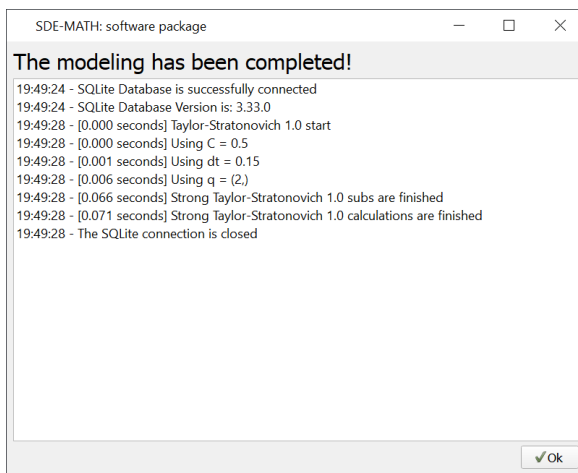 SDE-MATH: software package
The modeling has been completed!
19:49:24 - SQLite Database is successfully connected
19:49:24 - SQLite Database Version is: 3.33.0
19:49:28 - [0.000 seconds] Taylor-Stratonovich 1.0 start
19:49:28 - [0.000 seconds] Using C = 0.5
19:49:28 - [0.001 seconds] Using dt = 0.15
19:49:28 - [0.006 seconds] Using q = (2,)
19:49:28 - [0.066 seconds] Strong Taylor-Stratonovich 1.0 subs are finished
19:49:28 - [0.071 seconds] Strong Taylor-Stratonovich 1.0 calculations are finished
19:49:28 - The SQLite connection is closed
Ok